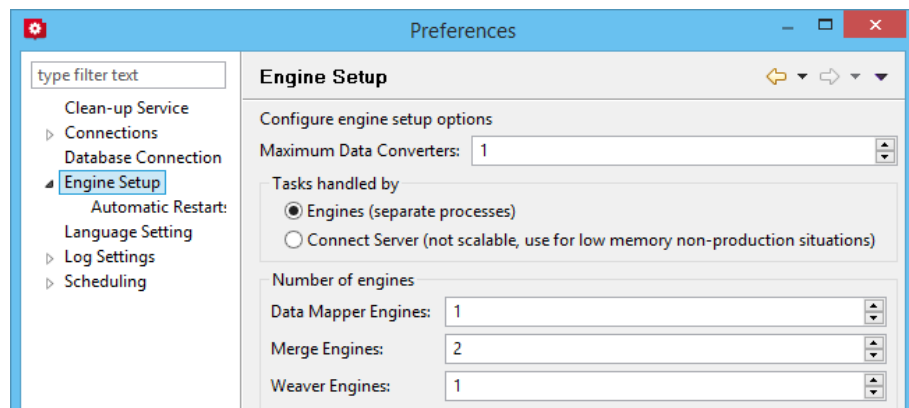 Preferences
type filter text
Clean-up Service
Connections
Database Connection
Engine Setup
Automatic Restart
Language Setting
Log Settings
Scheduling
Engine Setup
Configure engine setup options
Maximum Data Converters: 1
Tasks handled by
Engines (separate processes)
Connect Server (not scalable, use for low memory non-production situations)
Number of engines
Data Mapper Engines: 1
Merge Engines: 2
Weaver Engines: 1